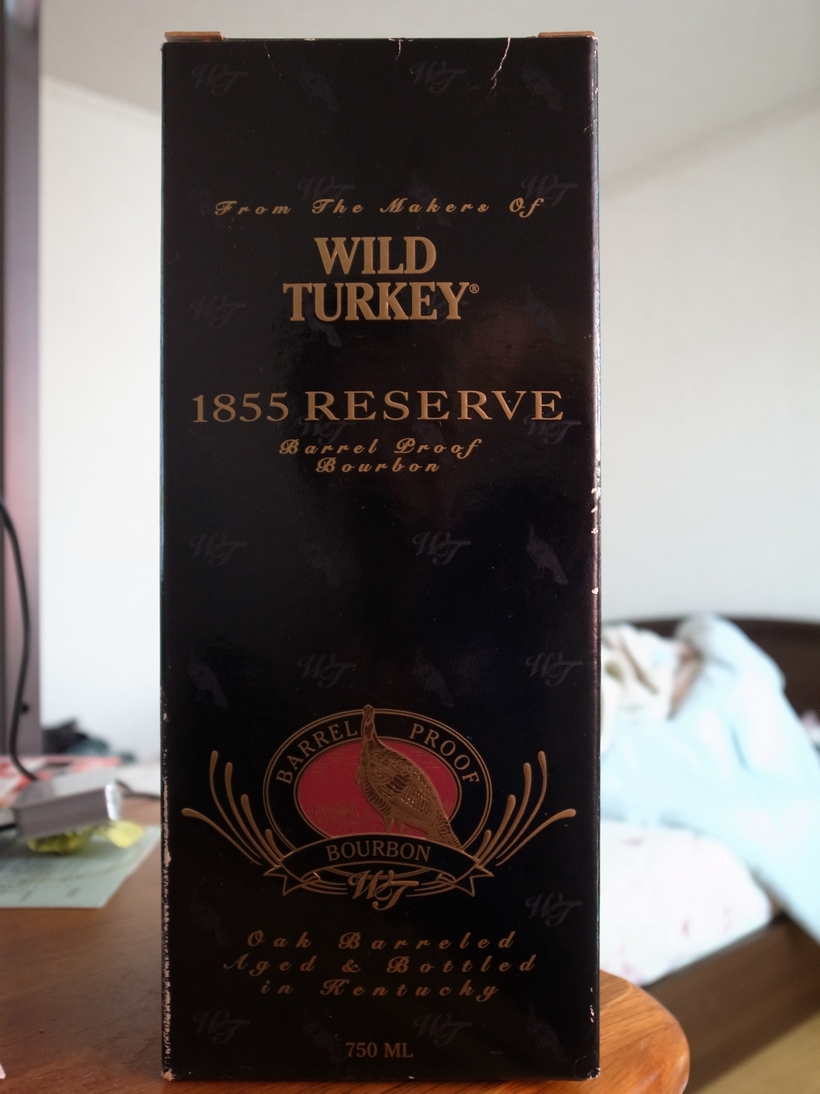 From The Makers Of
WILD
TURKEY®
1855 RESERVE
Barrel Proof
Bourbon
BARREL PROOF
BOURBON
WT
Oak Barreled
Aged & Bottled
in Kentucky
750 ML